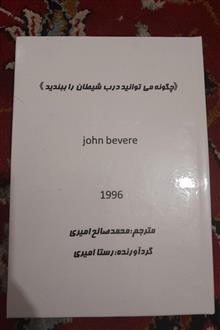 《چگونه می توانید درب شیطان را ببندید》
john bevere
1996
مترجم:محمدصالح امیری
گردآورنده:رستا امیری